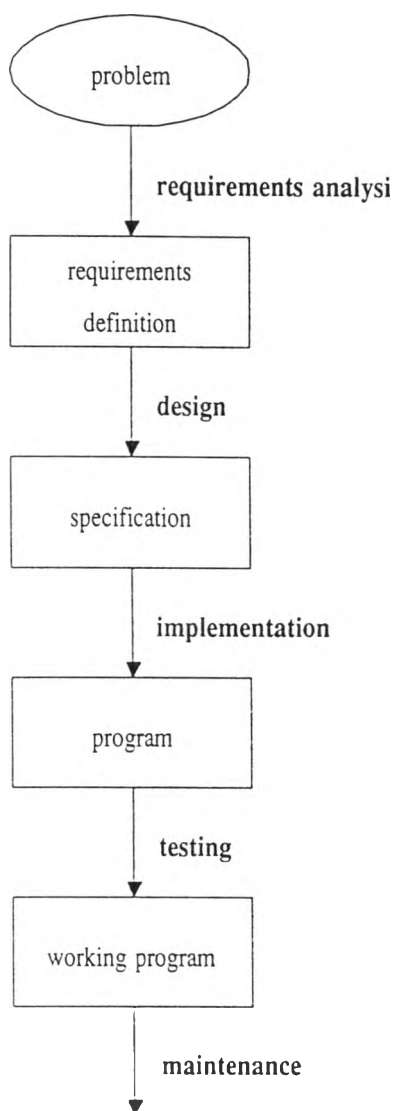 problem
requirements analysi
requirements
definition
design
specification
implementation
program
testing
working program
maintenance